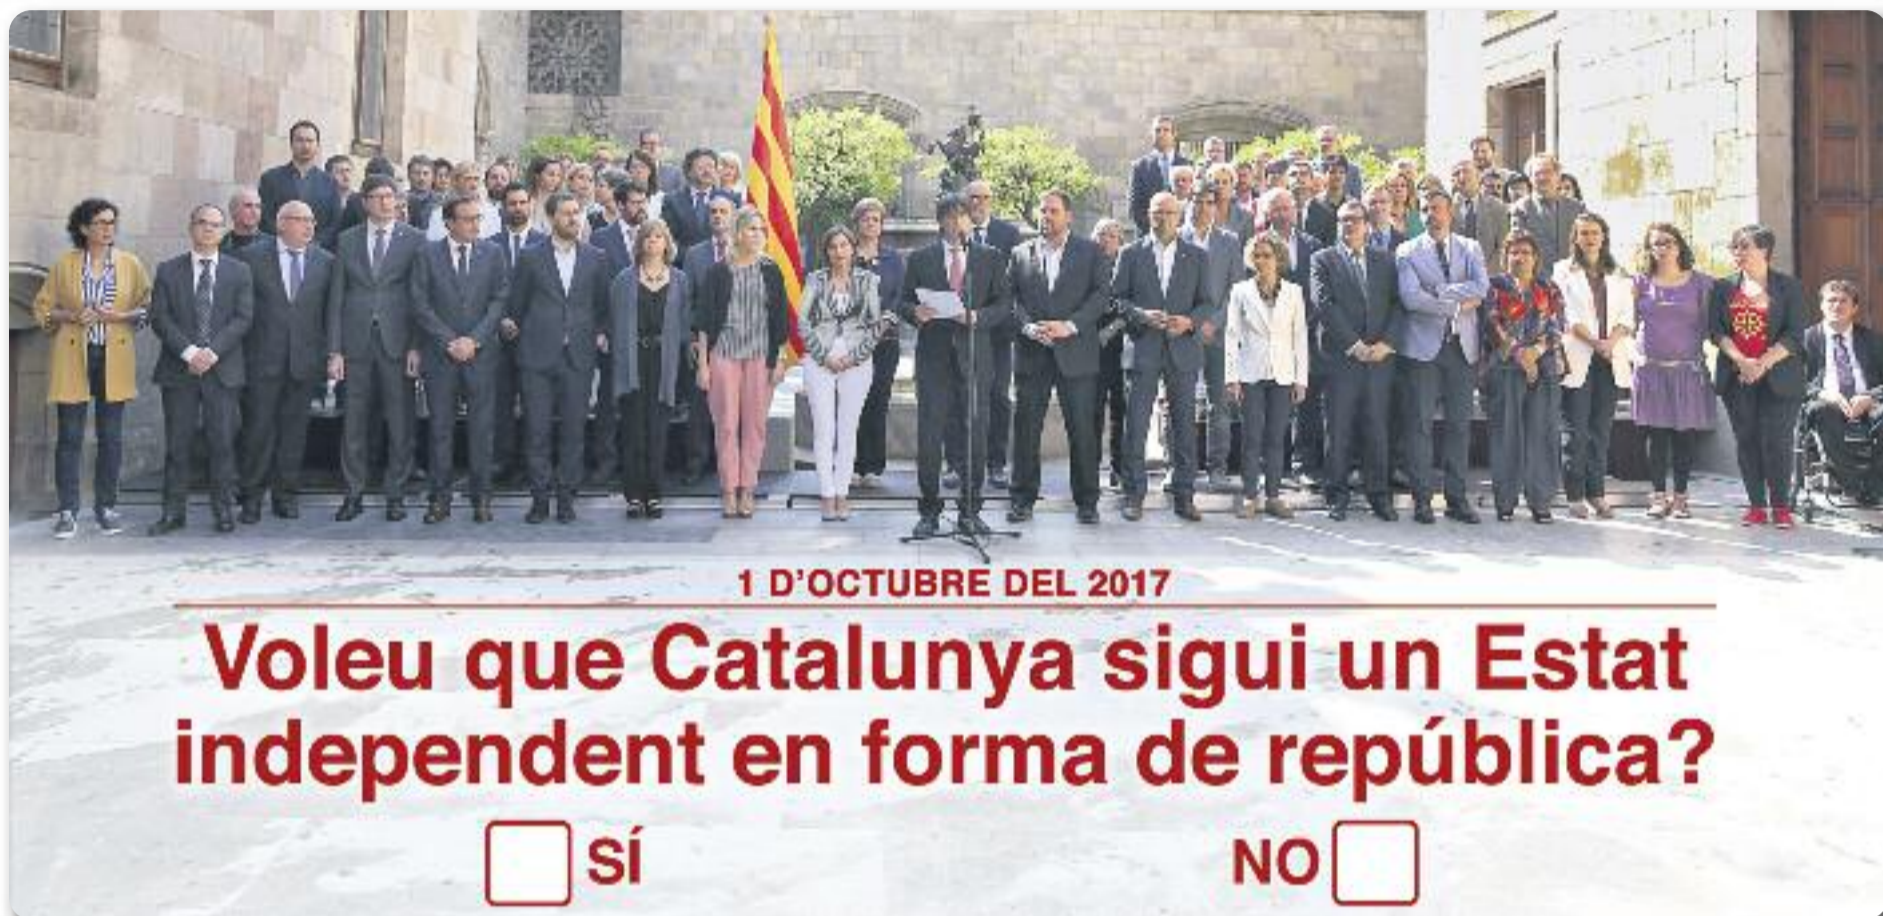 1 D'OCTUBRE DEL 2017
Voleu que Catalunya sigui un Estat
independent en forma de república?
SÍ NO